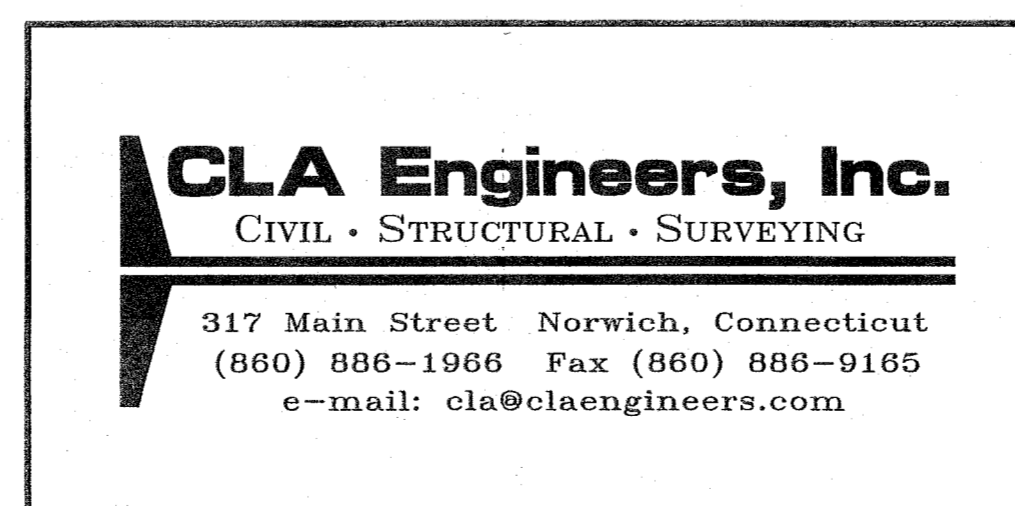 CLA Engineers, Inc.
CIVIL • STRUCTURAL • SURVEYING
317 Main Street Norwich, Connecticut
(860) 886-1966 Fax (860) 886-9165
e-mail: cla@claengineers.com